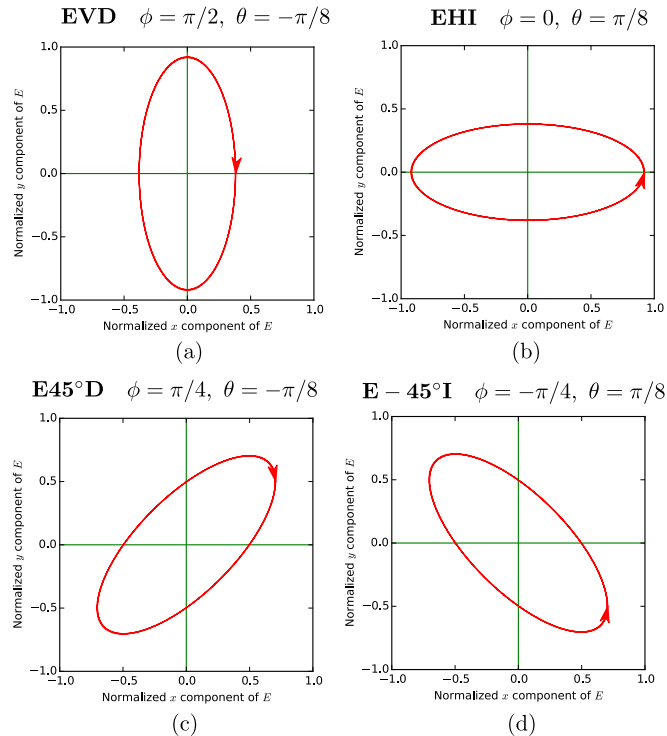 EVD ϕ = π/2, θ = −π/8
1.0
0.5
0.0
−0.5
−1.0
−1.0 −0.5 0.0 0.5 1.0
Normalized y component of E
Normalized x component of E
(a)
EHI ϕ = 0, θ = π/8
1.0
0.5
0.0
−0.5
−1.0
−1.0 −0.5 0.0 0.5 1.0
Normalized y component of E
Normalized x component of E
(b)
E45°D ϕ = π/4, θ = −π/8
1.0
0.5
0.0
−0.5
−1.0
−1.0 −0.5 0.0 0.5 1.0
Normalized y component of E
Normalized x component of E
(c)
E − 45°I ϕ = −π/4, θ = π/8
1.0
0.5
0.0
−0.5
−1.0
−1.0 −0.5 0.0 0.5 1.0
Normalized y component of E
Normalized x component of E
(d)